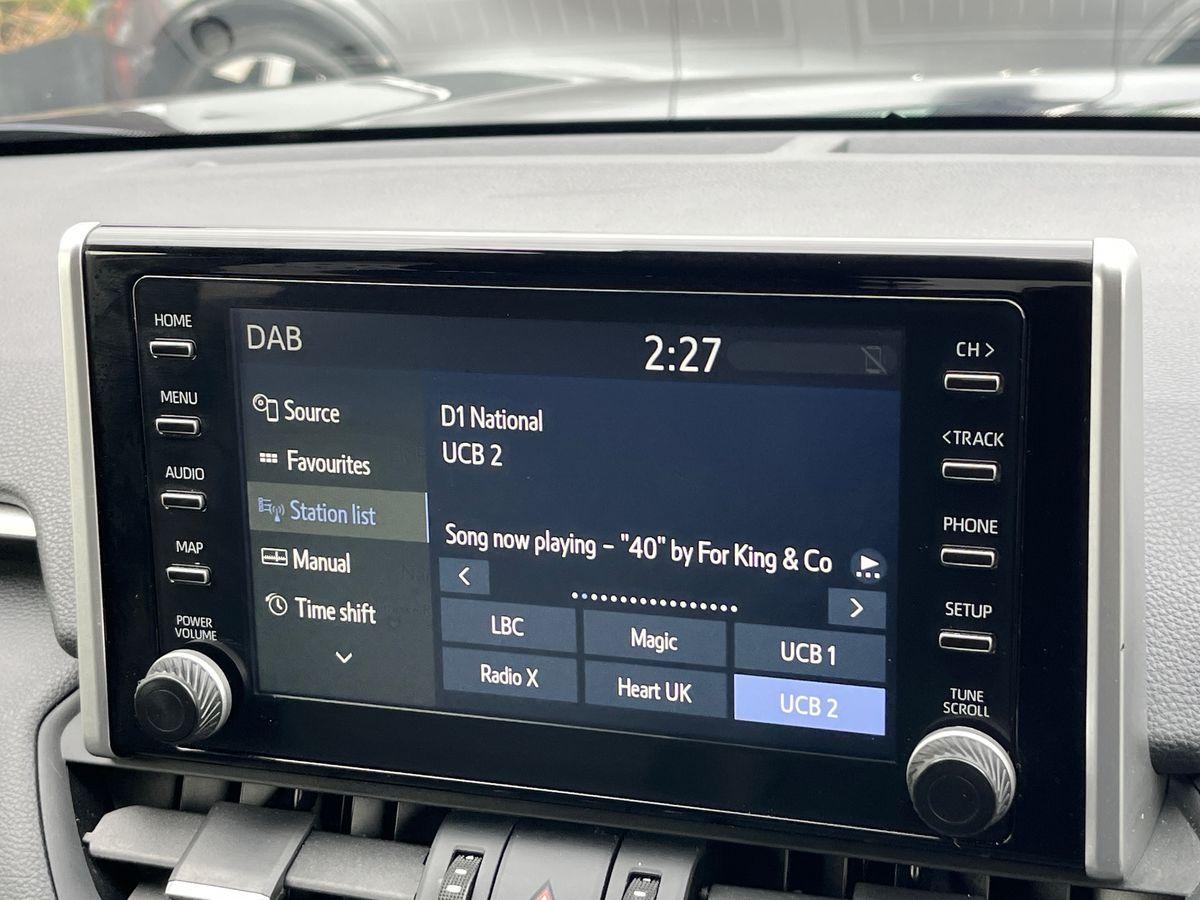 HOME
MENU
AUDIO
MAP
POWER
VOLUME
DAB
2:27
Source
Favourites
Station list
Manual
Time shift
D1 National
UCB 2
Song now playing – "40" by For King & Co
<
>
LBC
Magic
UCB 1
Radio X
Heart UK
UCB 2
CH >
<TRACK
PHONE
SETUP
TUNE
SCROLL